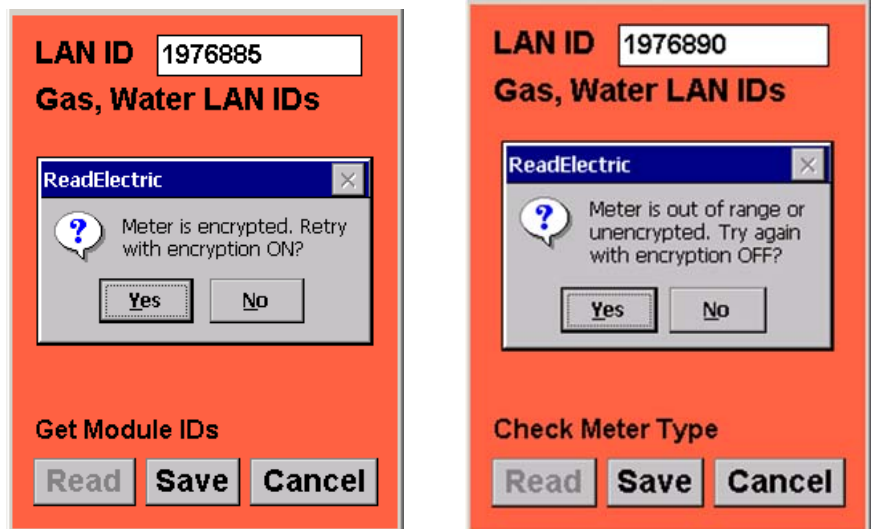 LAN ID 1976885
Gas, Water LAN IDs
ReadElectric
Meter is encrypted. Retry
with encryption ON?
Yes No
Get Module IDs
Read Save Cancel
LAN ID 1976890
Gas, Water LAN IDs
ReadElectric
Meter is out of range or
unencrypted. Try again
with encryption OFF?
Yes No
Check Meter Type
Read Save Cancel